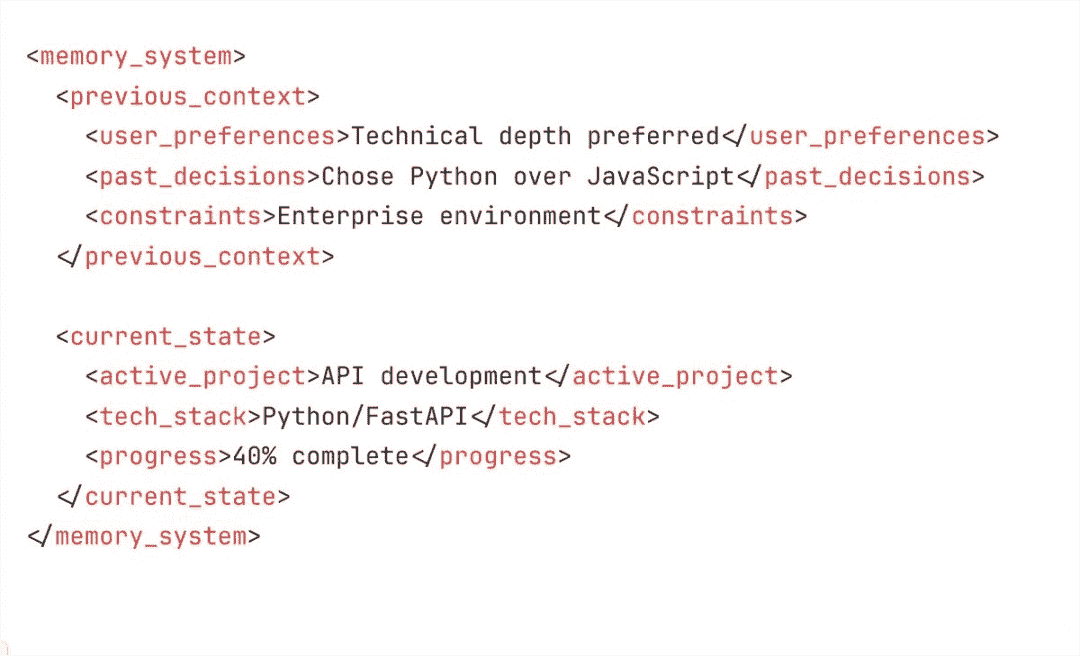 <memory_system>
<previous_context>
<user_preferences>Technical depth preferred</user_preferences>
<past_decisions>Chose Python over JavaScript</past_decisions>
<constraints>Enterprise environment</constraints>
</previous_context>
<current_state>
<active_project>API development</active_project>
<tech_stack>Python/FastAPI</tech_stack>
<progress>40% complete</progress>
</current_state>
</memory_system>